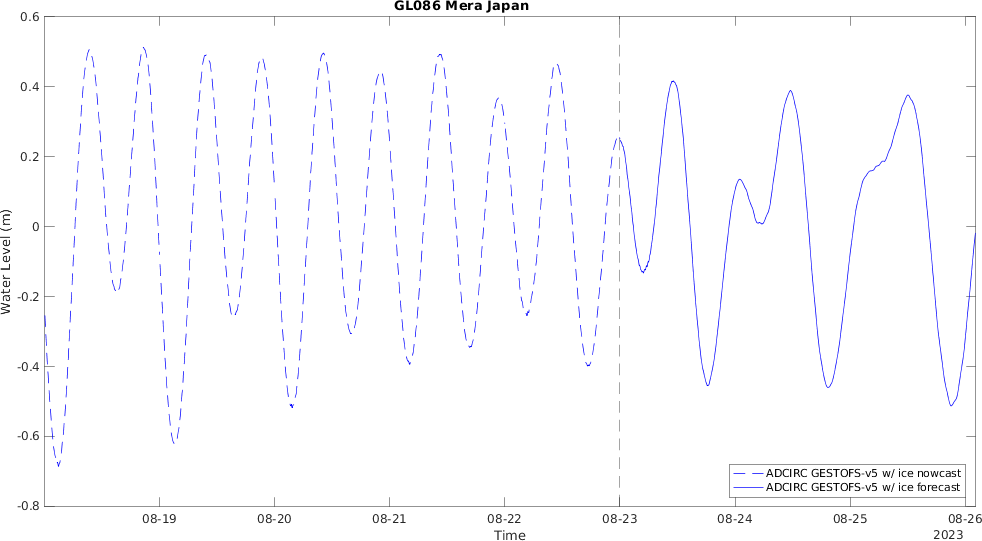 GL086 Mera Japan
0.6
0.4
0.2
0
-0.2
-0.4
-0.6
-0.8
Water Level (m)
ADCIRC GESTOFS-v5 w/ ice nowcast
ADCIRC GESTOFS-v5 w/ ice forecast
08-19 08-20 08-21 08-22 08-23 08-24 08-25 08-26
Time
2023